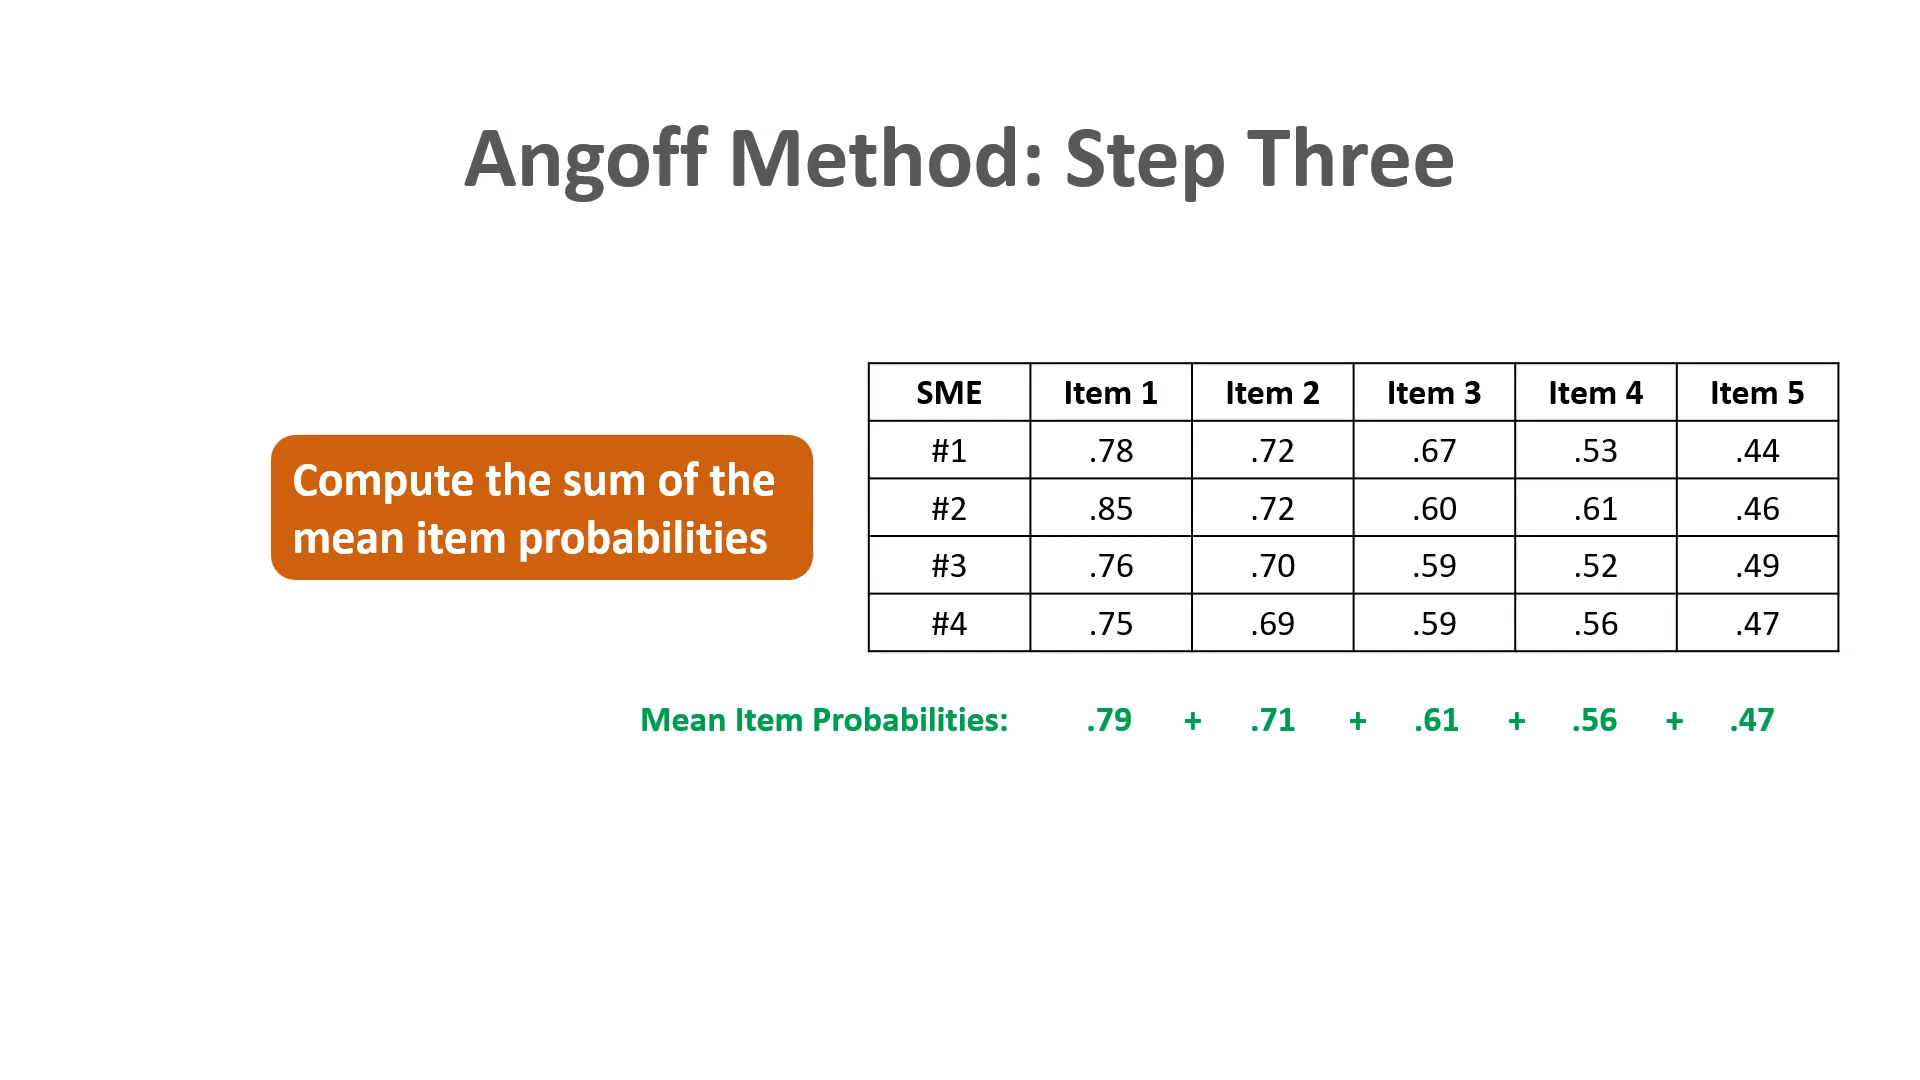 Angoff Method: Step Three
Compute the sum of the
mean item probabilities
SME Item 1 Item 2 Item 3 Item 4 Item 5
#1 .78 .72 .67 .53 .44
#2 .85 .72 .60 .61 .46
#3 .76 .70 .59 .52 .49
#4 .75 .69 .59 .56 .47
Mean Item Probabilities: .79 + .71 + .61 + .56 + .47